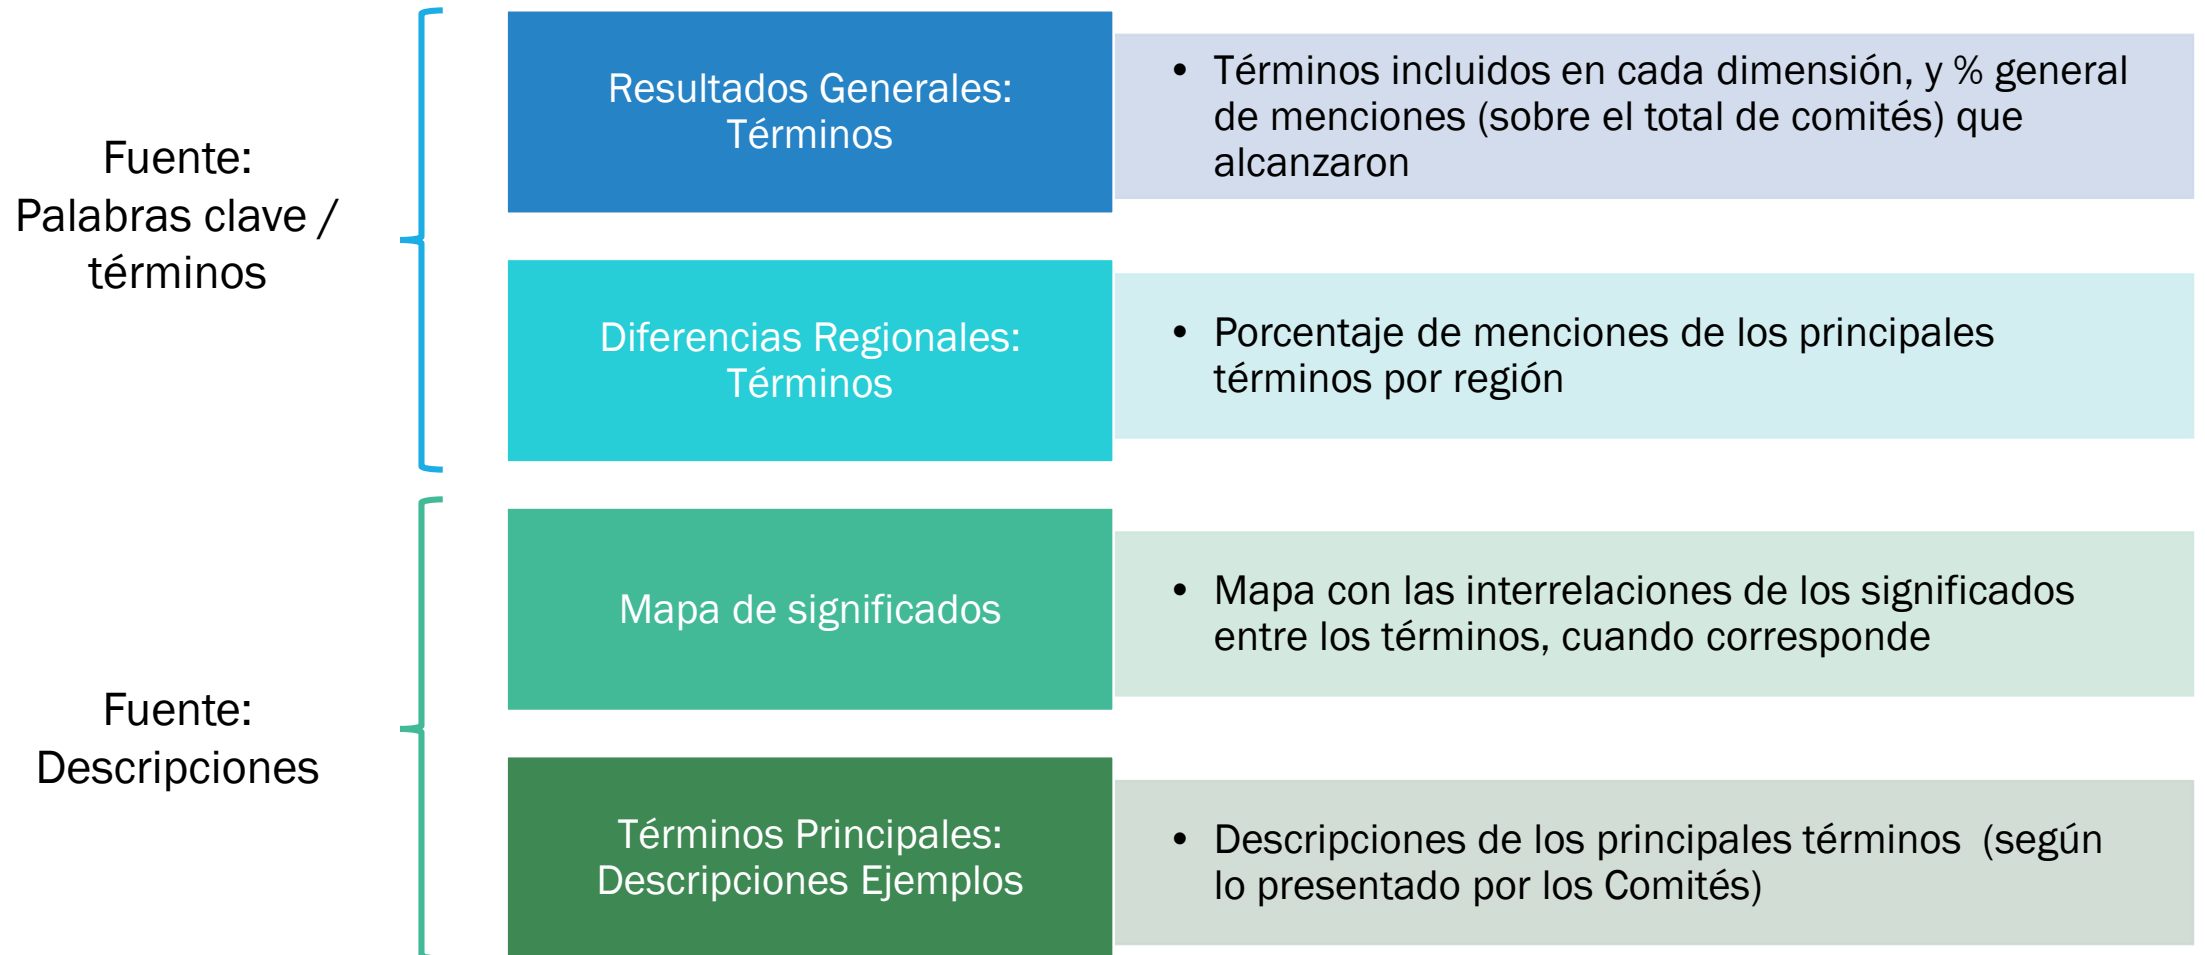 Fuente:
Palabras clave /
términos
Resultados Generales:
Términos
• Términos incluidos en cada dimensión, y % general
de menciones (sobre el total de comités) que
alcanzaron
Diferencias Regionales:
Términos
• Porcentaje de menciones de los principales
términos por región
Fuente:
Descripciones
Mapa de significados
• Mapa con las interrelaciones de los significados
entre los términos, cuando corresponde
Términos Principales:
Descripciones Ejemplos
• Descripciones de los principales términos  (según
lo presentado por los Comités)